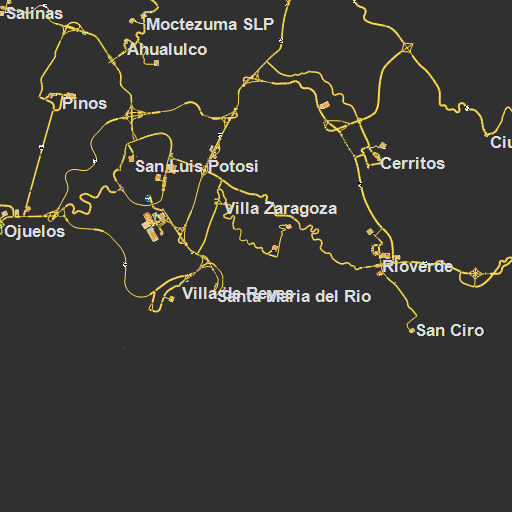 Salinas
Moctezuma SLP
Ahualulco
Pinos
Ciu
San Luis Potosi
Cerritos
Villa Zaragoza
Ojuelos
Rioverde
Villa de Reyes
Santa Maria del Rio
San Ciro